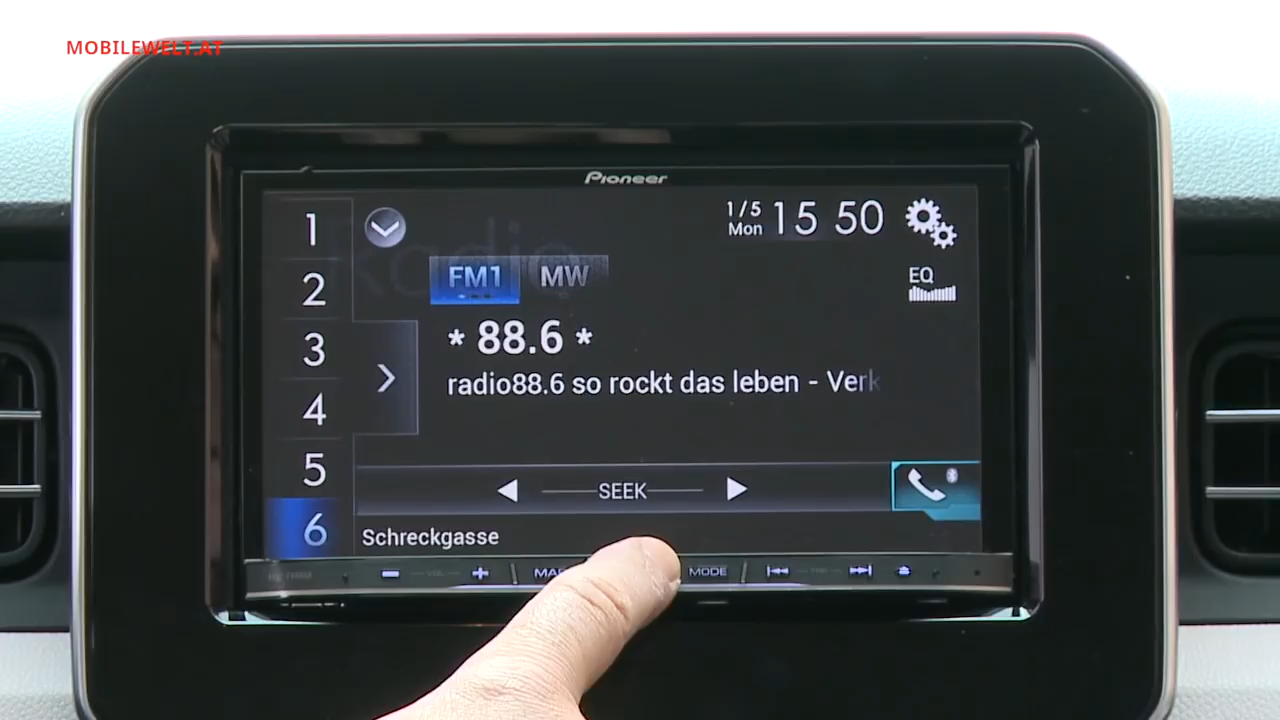 MOBILEWELT.AT
Pioneer
1
2
3
4
5
6
1/5
Mon
15 50
FM1 MW
EQ
* 88.6 *
radio88.6 so rockt das leben - Verk
SEEK
Schreckgasse
VOL
MODE